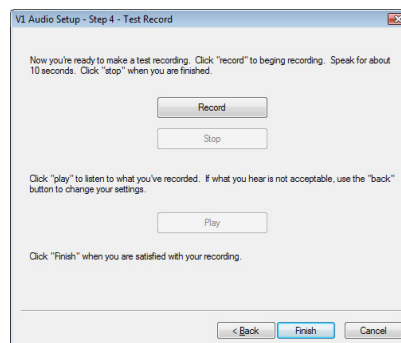 V1 Audio Setup - Step 4 - Test Record
Now you're ready to make a test recording. Click "record" to beging recording. Speak for about
10 seconds. Click "stop" when you are finished.
Record
Stop
Click "play" to listen to what you've recorded. If what you hear is not acceptable, use the "back"
button to change your settings.
Play
Click "Finish" when you are satisfied with your recording.
< Back
Finish
Cancel